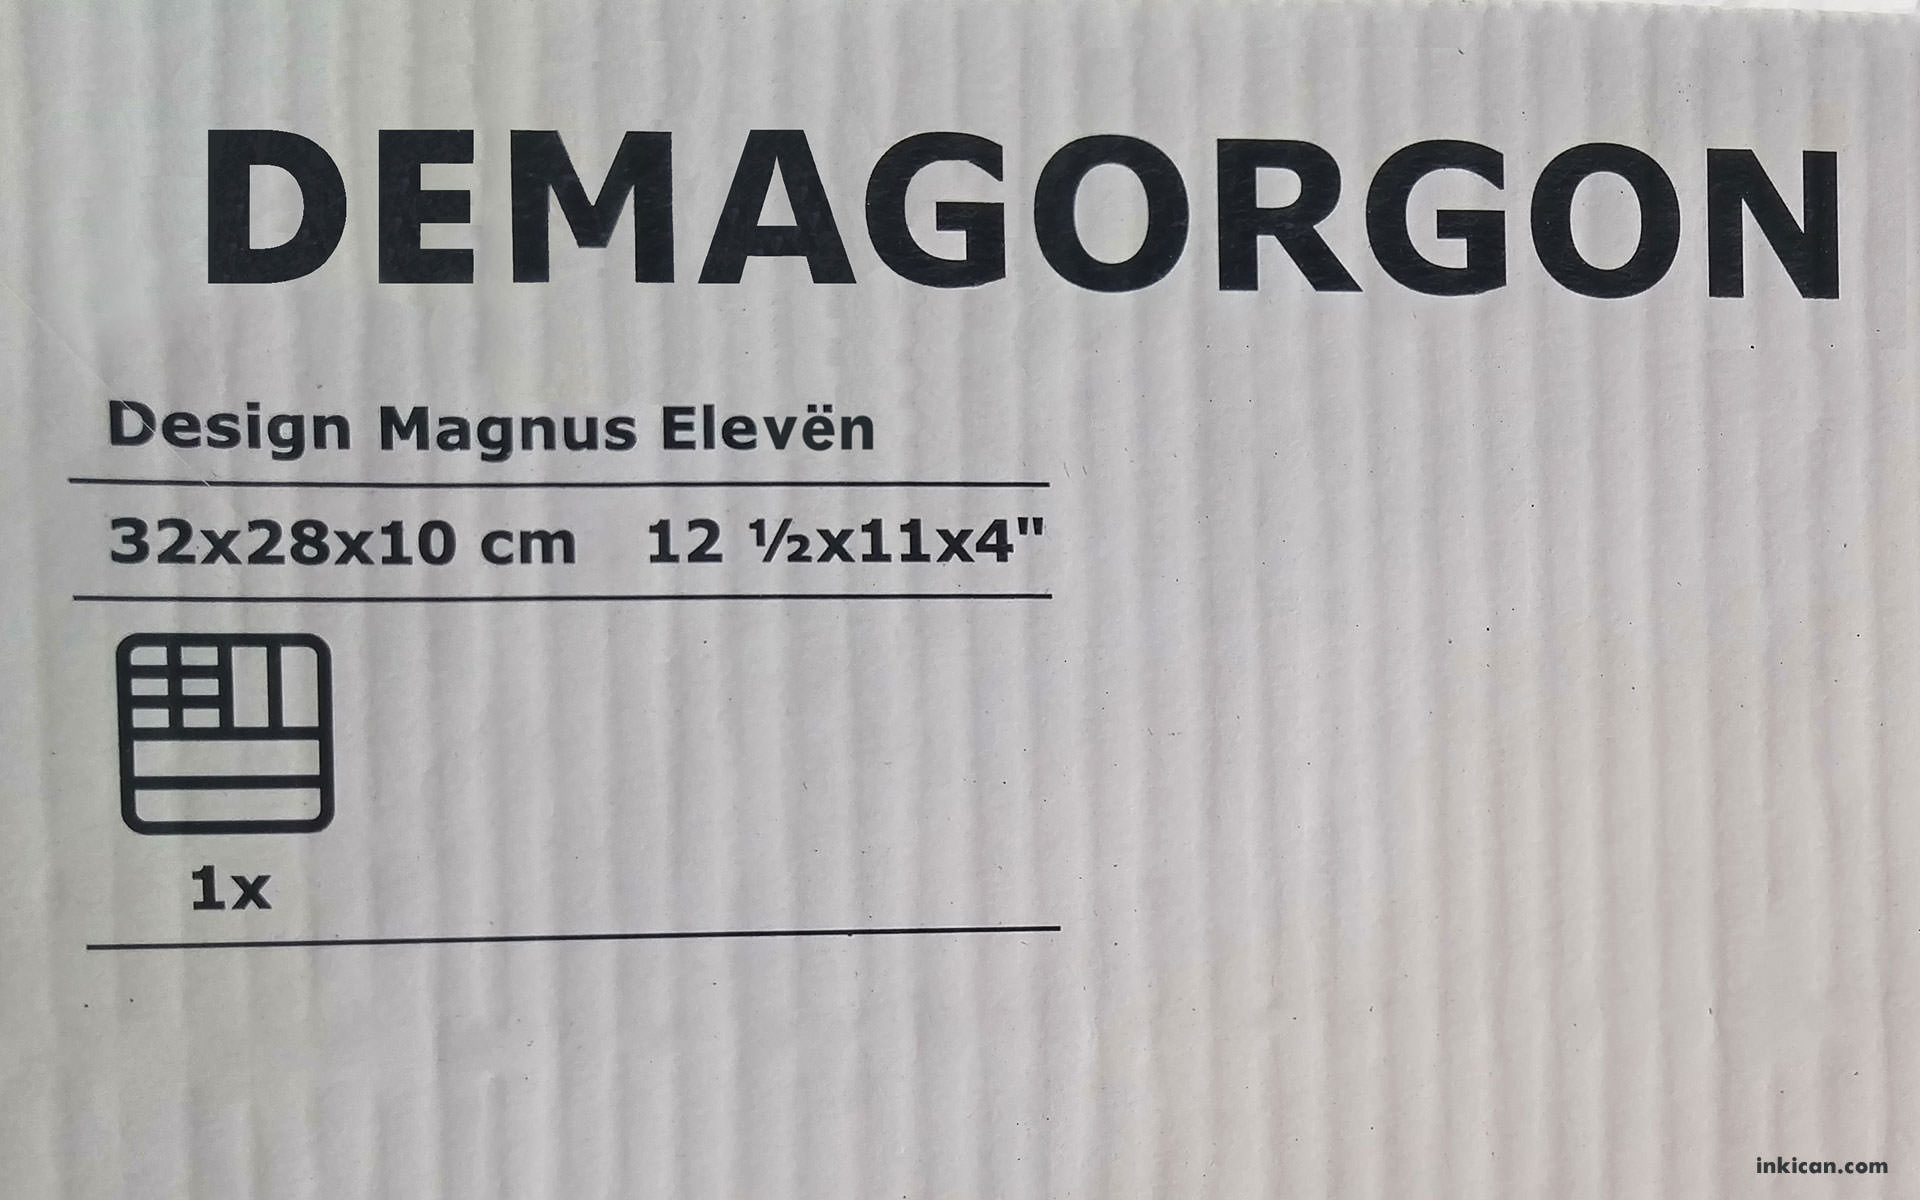 DEMAGORGON
Design Magnus Elevën
32x28x10 cm 12 ½x11x4"
1x
inkican.com